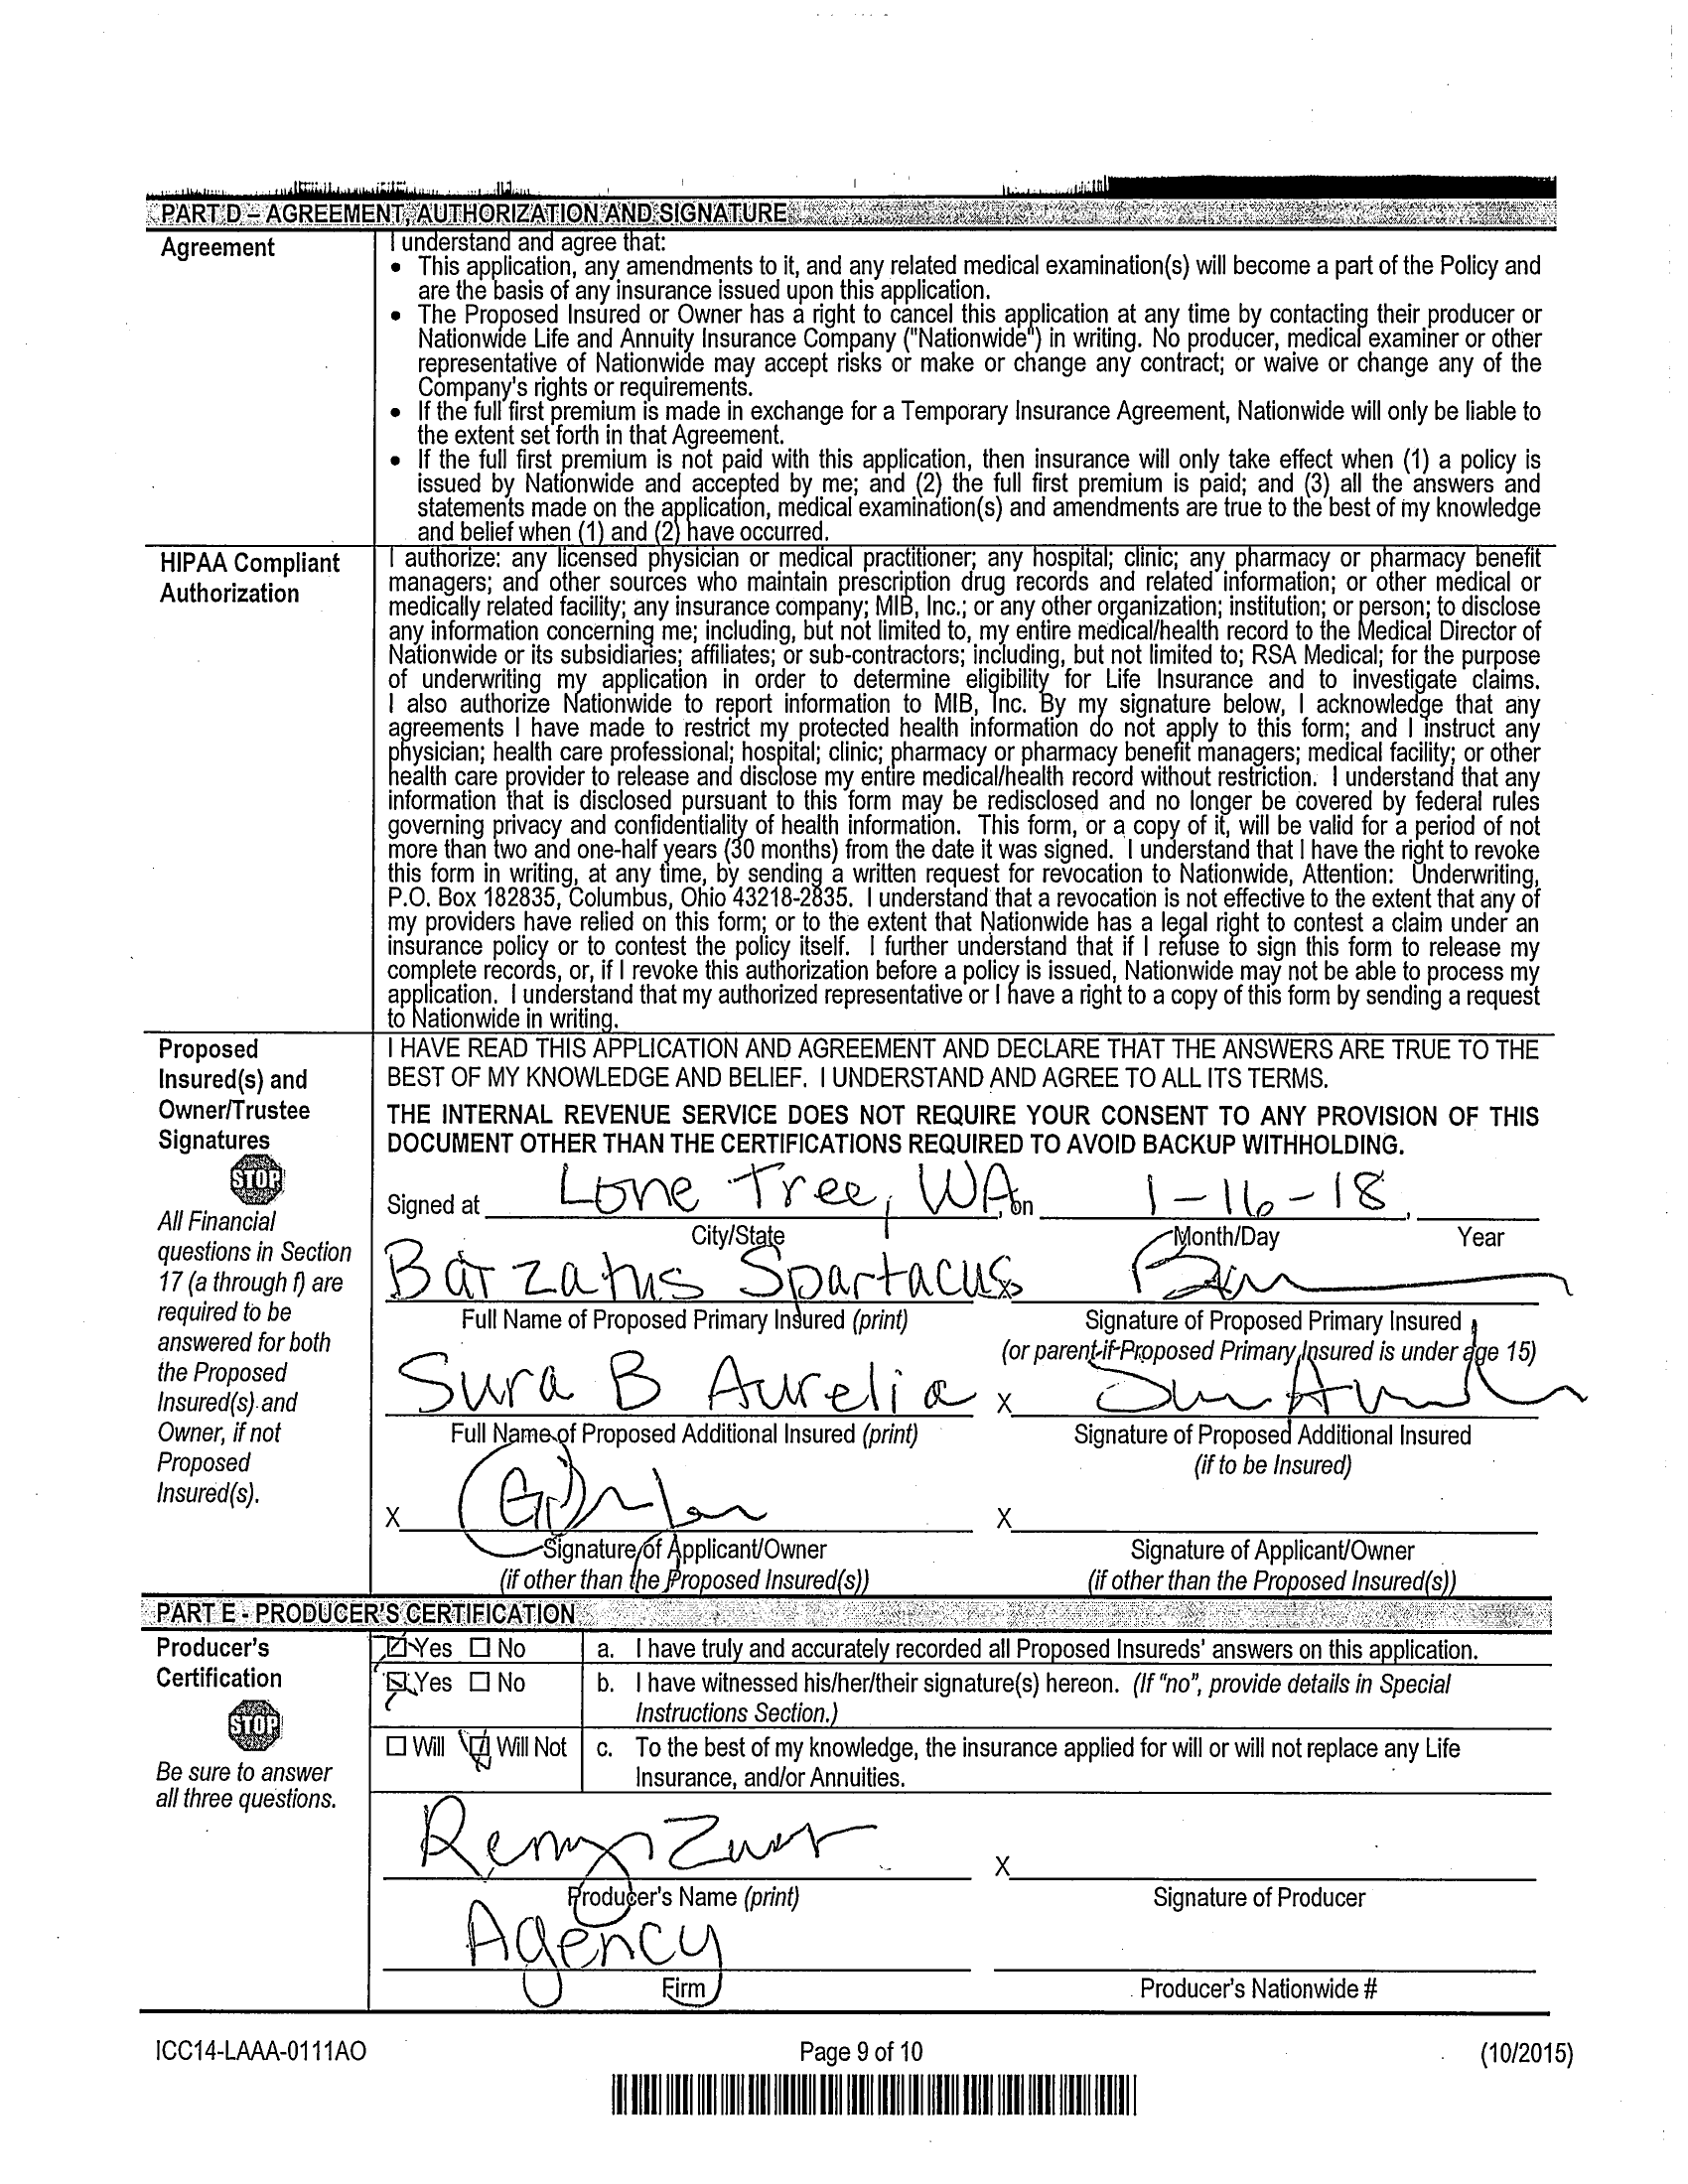 PART D – AGREEMENT, AUTHORIZATION AND SIGNATURE
Agreement
I understand and agree that:
• This application, any amendments to it, and any related medical examination(s) will become a part of the Policy and
are the basis of any insurance issued upon this application.
• The Proposed Insured or Owner has a right to cancel this application at any time by contacting their producer or
Nationwide Life and Annuity Insurance Company ("Nationwide") in writing. No producer, medical examiner or other
representative of Nationwide may accept risks or make or change any contract; or waive or change any of the
Company's rights or requirements.
• If the full first premium is made in exchange for a Temporary Insurance Agreement, Nationwide will only be liable to
the extent set forth in that Agreement.
• If the full first premium is not paid with this application, then insurance will only take effect when (1) a policy is
issued by Nationwide and accepted by me; and (2) the full first premium is paid; and (3) all the answers and
statements made on the application, medical examination(s) and amendments are true to the best of my knowledge
and belief when (1) and (2) have occurred.
HIPAA Compliant
Authorization
I authorize: any licensed physician or medical practitioner; any hospital; clinic; any pharmacy or pharmacy benefit
managers; and other sources who maintain prescription drug records and related information; or other medical or
medically related facility; any insurance company; MIB, Inc.; or any other organization; institution; or person; to disclose
any information concerning me; including, but not limited to, my entire medical/health record to the Medical Director of
Nationwide or its subsidiaries; affiliates; or sub-contractors; including, but not limited to; RSA Medical; for the purpose
of underwriting my application in order to determine eligibility for Life Insurance and to investigate claims.
I also authorize Nationwide to report information to MIB, Inc. By my signature below, I acknowledge that any
agreements I have made to restrict my protected health information do not apply to this form; and I instruct any
physician; health care professional; hospital; clinic; pharmacy or pharmacy benefit managers; medical facility; or other
health care provider to release and disclose my entire medical/health record without restriction. I understand that any
information that is disclosed pursuant to this form may be redisclosed and no longer be covered by federal rules
governing privacy and confidentiality of health information. This form, or a copy of it, will be valid for a period of not
more than two and one-half years (30 months) from the date it was signed. I understand that I have the right to revoke
this form in writing, at any time, by sending a written request for revocation to Nationwide, Attention: Underwriting,
P.O. Box 182835, Columbus, Ohio 43218-2835. I understand that a revocation is not effective to the extent that any of
my providers have relied on this form; or to the extent that Nationwide has a legal right to contest a claim under an
insurance policy or to contest the policy itself. I further understand that if I refuse to sign this form to release my
complete records, or, if I revoke this authorization before a policy is issued, Nationwide may not be able to process my
application. I understand that my authorized representative or I have a right to a copy of this form by sending a request
to Nationwide in writing.
Proposed
Insured(s) and
Owner/Trustee
Signatures
STOP
All Financial
questions in Section
17 (a through f) are
required to be
answered for both
the Proposed
Insured(s) and
Owner, if not
Proposed
Insured(s).
I HAVE READ THIS APPLICATION AND AGREEMENT AND DECLARE THAT THE ANSWERS ARE TRUE TO THE
BEST OF MY KNOWLEDGE AND BELIEF. I UNDERSTAND AND AGREE TO ALL ITS TERMS.
THE INTERNAL REVENUE SERVICE DOES NOT REQUIRE YOUR CONSENT TO ANY PROVISION OF THIS
DOCUMENT OTHER THAN THE CERTIFICATIONS REQUIRED TO AVOID BACKUP WITHHOLDING.
Signed at Lone Tree, WA, on 1-16-18,
City/State Month/Day Year
Barzatus Spartacus X
Full Name of Proposed Primary Insured (print) Signature of Proposed Primary Insured
(or parent if Proposed Primary Insured is under age 15)
Sura B Aurelia X
Full Name of Proposed Additional Insured (print) Signature of Proposed Additional Insured
(if to be Insured)
X X
Signature of Applicant/Owner Signature of Applicant/Owner
(if other than the Proposed Insured(s)) (if other than the Proposed Insured(s))
PART E - PRODUCER'S CERTIFICATION
Producer's
Certification
STOP
Be sure to answer
all three questions.
Yes No a. I have truly and accurately recorded all Proposed Insureds' answers on this application.
Yes No b. I have witnessed his/her/their signature(s) hereon. (If "no", provide details in Special
Instructions Section.)
Will Will Not c. To the best of my knowledge, the insurance applied for will or will not replace any Life
Insurance, and/or Annuities.
X
Producer's Name (print) Signature of Producer
Agency
Firm Producer's Nationwide #
ICC14-LAAA-0111AO Page 9 of 10 (10/2015)